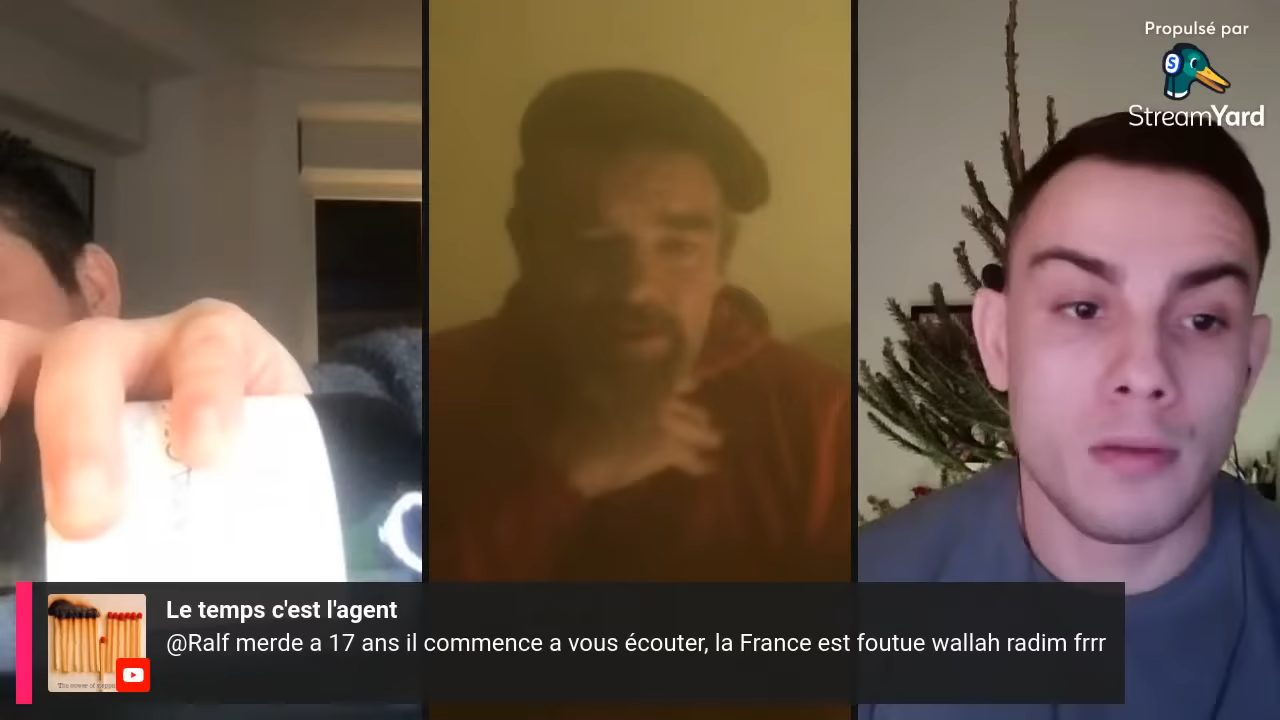 Propulsé par
StreamYard
Le temps c'est l'agent
@Ralf merde a 17 ans il commence a vous écouter, la France est foutue wallah radim frrr